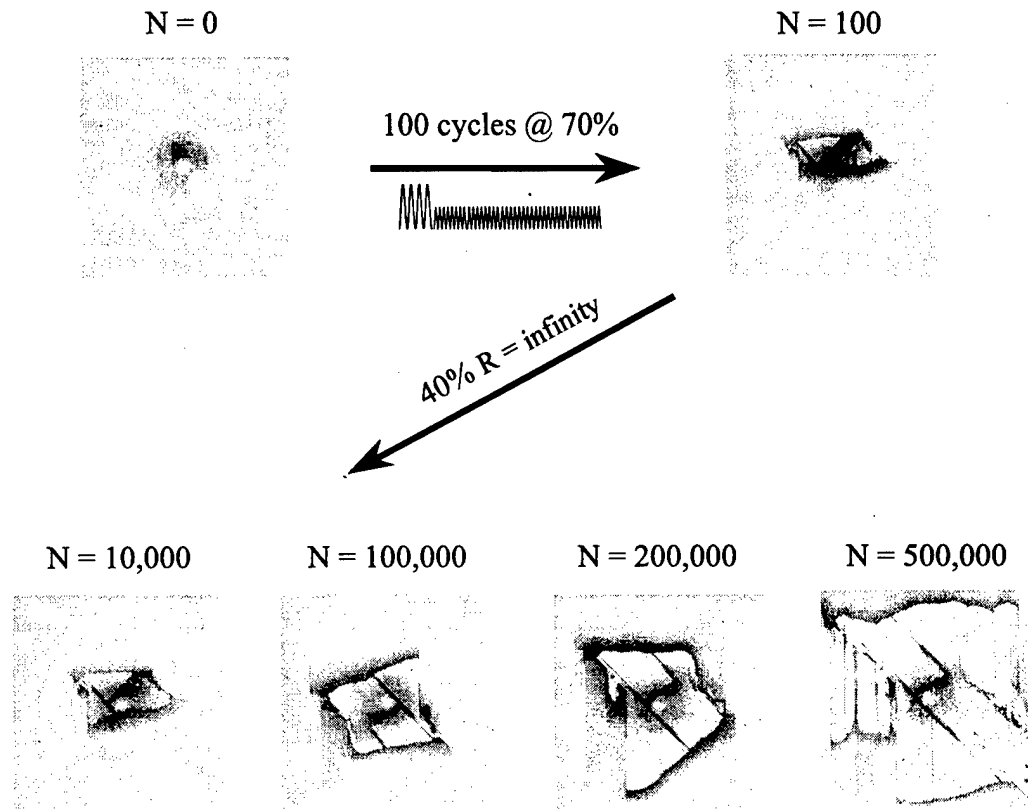 N = 0
N = 100
100 cycles @ 70%
40% R = infinity
N = 10,000
N = 100,000
N = 200,000
N = 500,000